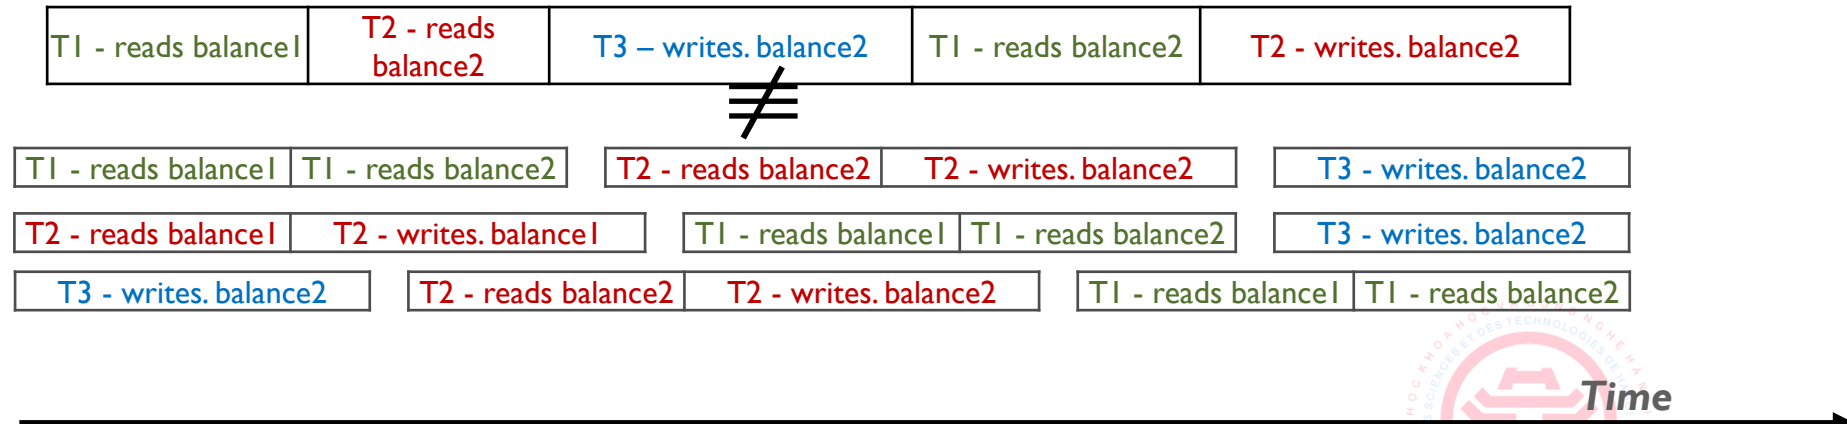 T1 - reads balance1
T2 - reads
balance2
T3 – writes. balance2
T1 - reads balance2
T2 - writes. balance2
T1 - reads balance1 T1 - reads balance2 T2 - reads balance2 T2 - writes. balance2 T3 - writes. balance2
T2 - reads balance1 T2 - writes. balance1 T1 - reads balance1 T1 - reads balance2 T3 - writes. balance2
T3 - writes. balance2 T2 - reads balance2 T2 - writes. balance2 T1 - reads balance1 T1 - reads balance2
Time